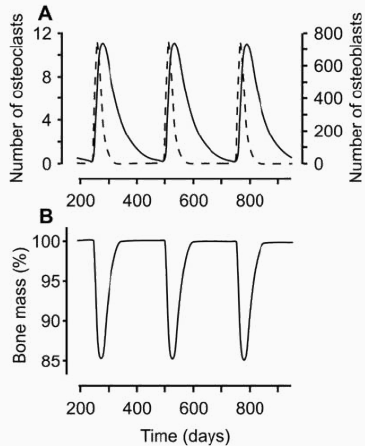 A
Number of osteoclasts
12
8
4
0
800
600
400
200
0
Number of osteoblasts
200 400 600 800
B
Bone mass (%)
100
95
90
85
200 400 600 800
Time (days)